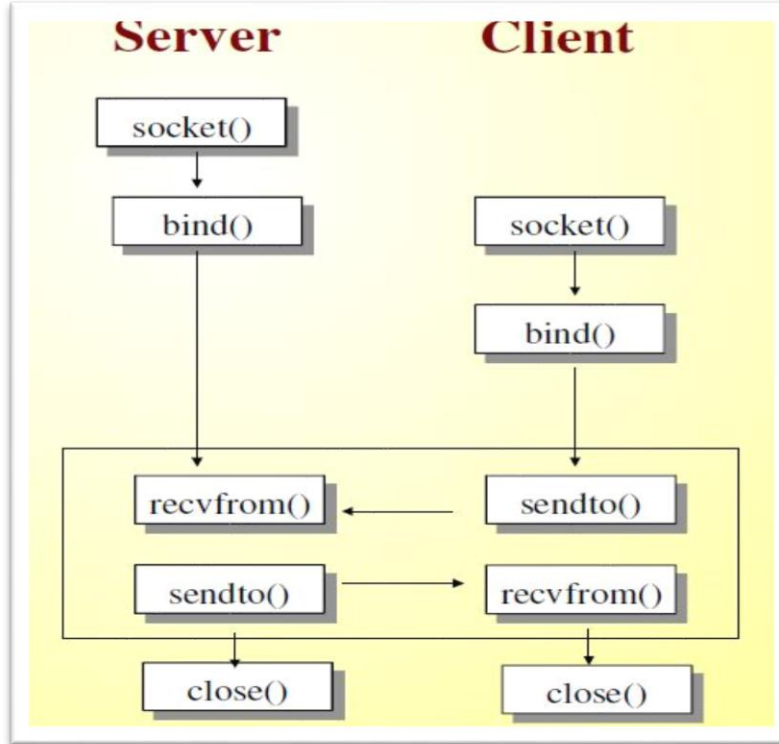 Server
Client
socket()
bind()
socket()
bind()
recvfrom()
sendto()
sendto()
recvfrom()
close()
close()